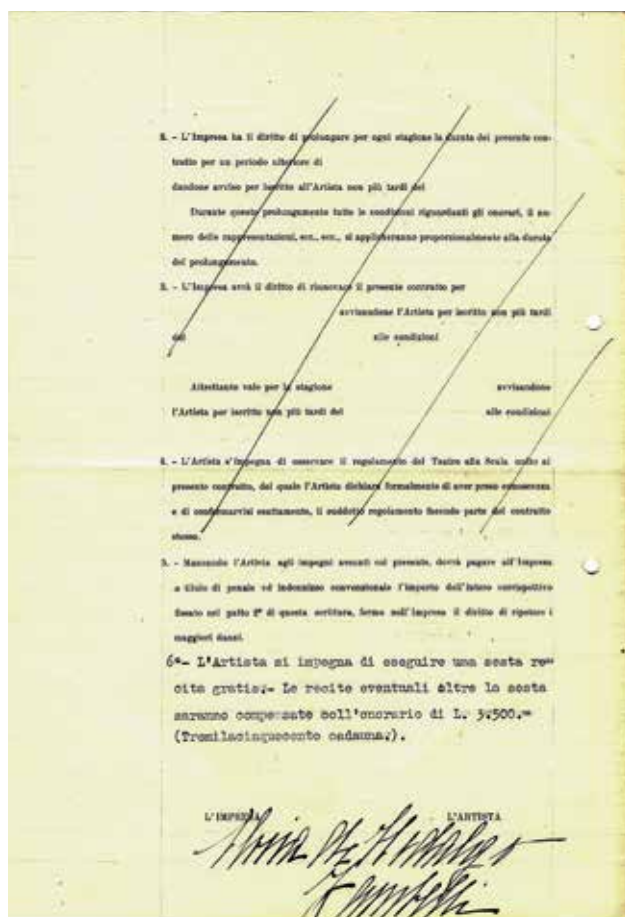 2. - L'Impresa ha il diritto di prolungare per ogni stagione la durata del presente con-
tratto per un periodo ulteriore di
dandone avviso per iscritto all'Artista non più tardi del
Durante questo prolungamento tutte le condizioni riguardanti gli onorari, il nu-
mero delle rappresentazioni, ecc., ecc., si applicheranno proporzionalmente alla durata
del prolungamento.
3. - L'Impresa avrà il diritto di rinnovare il presente contratto per
avvisandone l'Artista per iscritto non più tardi
del alle condizioni
Altrettanto vale per la stagione avvisandone
l'Artista per iscritto non più tardi del alle condizioni
4. - L'Artista s'impegna di osservare il regolamento del Teatro alla Scala unito al
presente contratto, del quale l'Artista dichiara formalmente di aver preso conoscenza
e di conformarvisi esattamente, il suddetto regolamento facendo parte del contratto
stesso.
5. - Mancando l'Artista agli impegni assunti col presente, dovrà pagare all'Impresa
a titolo di penale ed indennizzo convenzionale l'importo dell'intero corrispettivo
fissato nel patto 2° di questa scrittura, fermo nell'impresa il diritto di ripetere i
maggiori danni.
6°- L'Artista si impegna di eseguire una sesta re=
cita gratis.- Le recite eventuali oltre la sesta
saranno compensate coll'onorario di L. 3.500.=
(Tremilacinquecento cadauna.).
L'IMPRESA L'ARTISTA
Elvira de Hidalgo